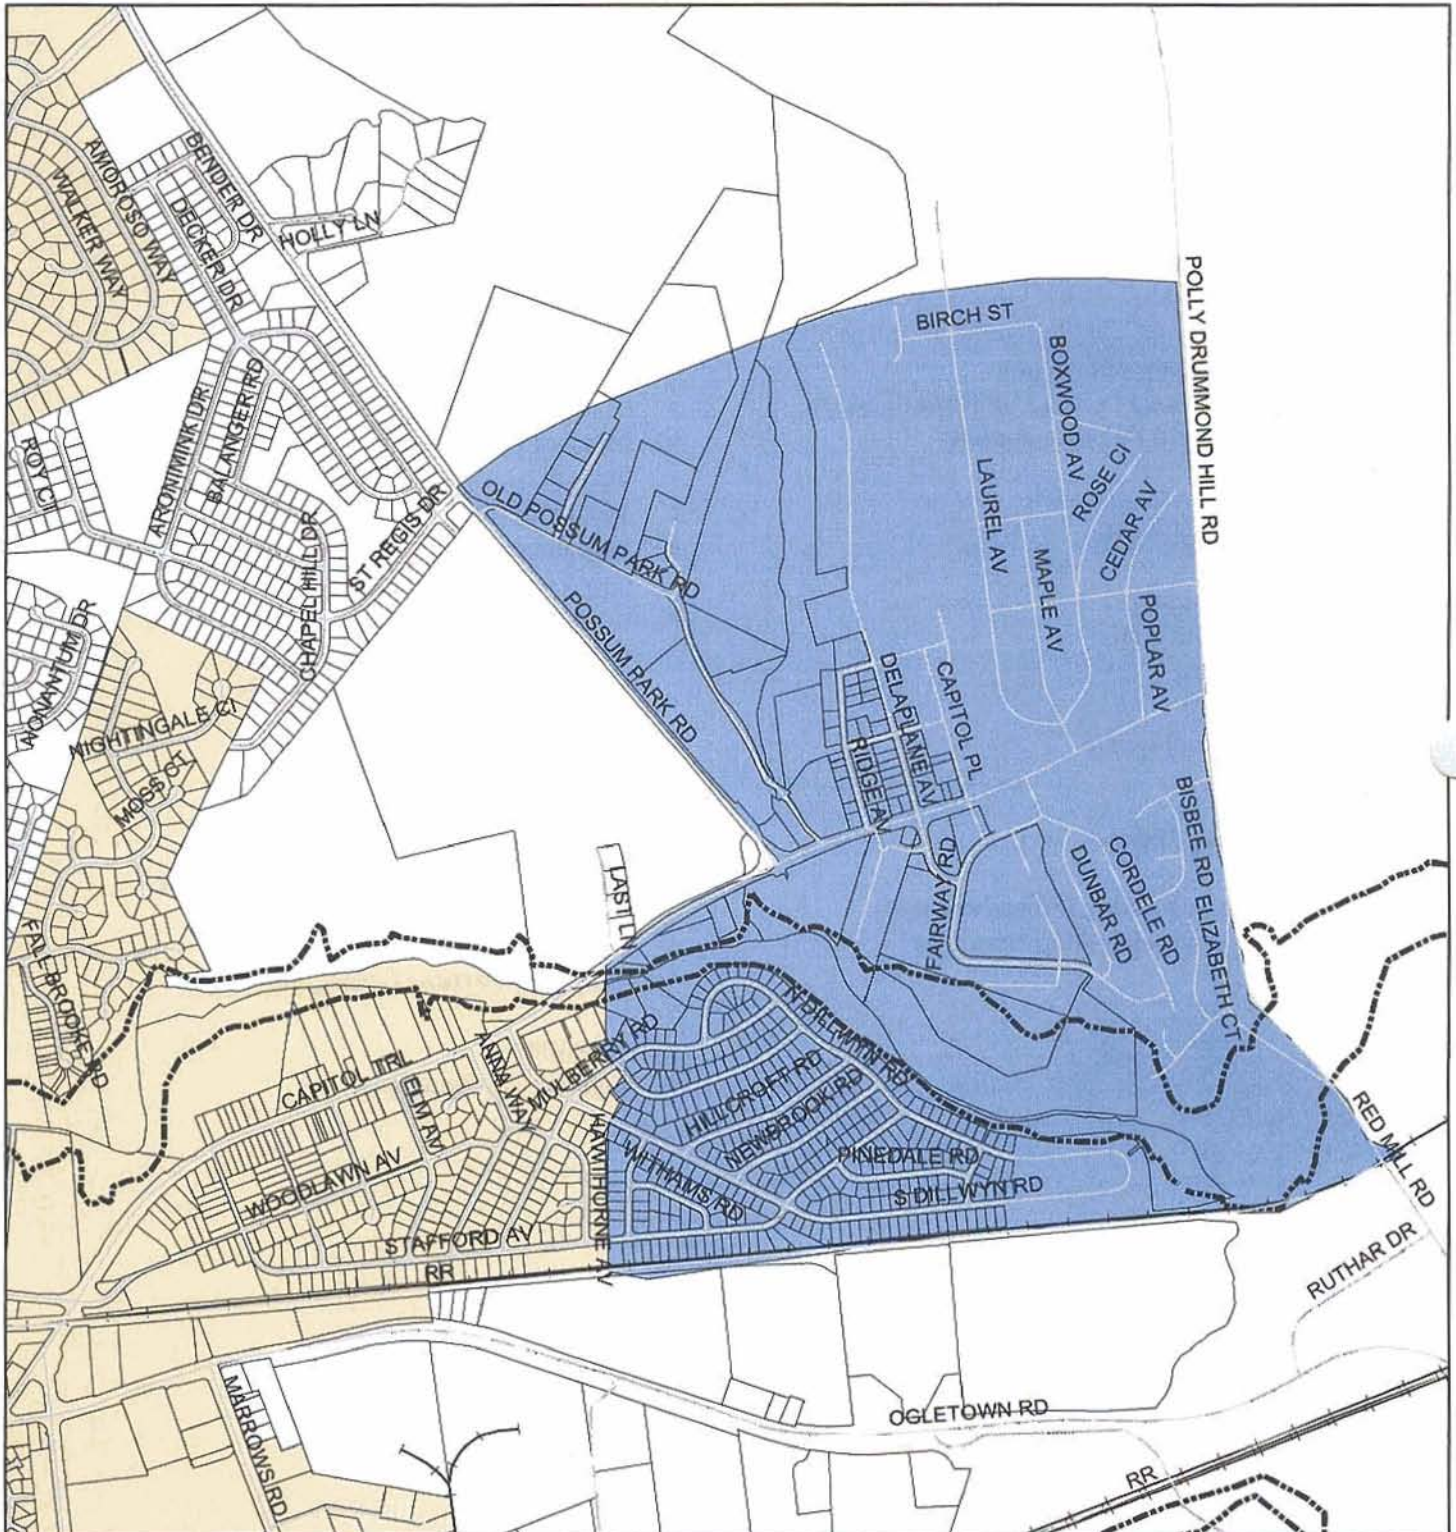 BENDER DR
AMOROSO WAY
WALKER WAY
DECKER DR
HOLLY LN
POLLY DRUMMOND HILL RD
BIRCH ST
BOXWOOD AV
ROSE CI
CEDAR AV
LAUREL AV
MAPLE AV
POPLAR AV
ROY CT
ARONIMINK DR
BALANGER RD
CHAPEL HILL DR
ST REGIS DR
OLD POSSUM PARK RD
POSSUM PARK RD
NONANTUM DR
NIGHTINGALE CI
MOSS CT
DELAPLANE AV
CAPITOL PL
RIDGE AV
FAIRWAY RD
DUNBAR RD
CORDELE RD
BISBEE RD
ELIZABETH CT
LAST LN
FALLBROOKE RD
CAPITOL TRL
ELM AV
ANNA WAY
MULBERRY RD
N DILLWYN RD
HILLCROFT RD
NEWBROOK RD
PINEDALE RD
S DILLWYN RD
WITHAMS RD
HAWTHORNE AV
WOODLAWN AV
STAFFORD AV
RR
RED MILL RD
RUTHAR DR
MARROWS RD
OGLETOWN RD
RR